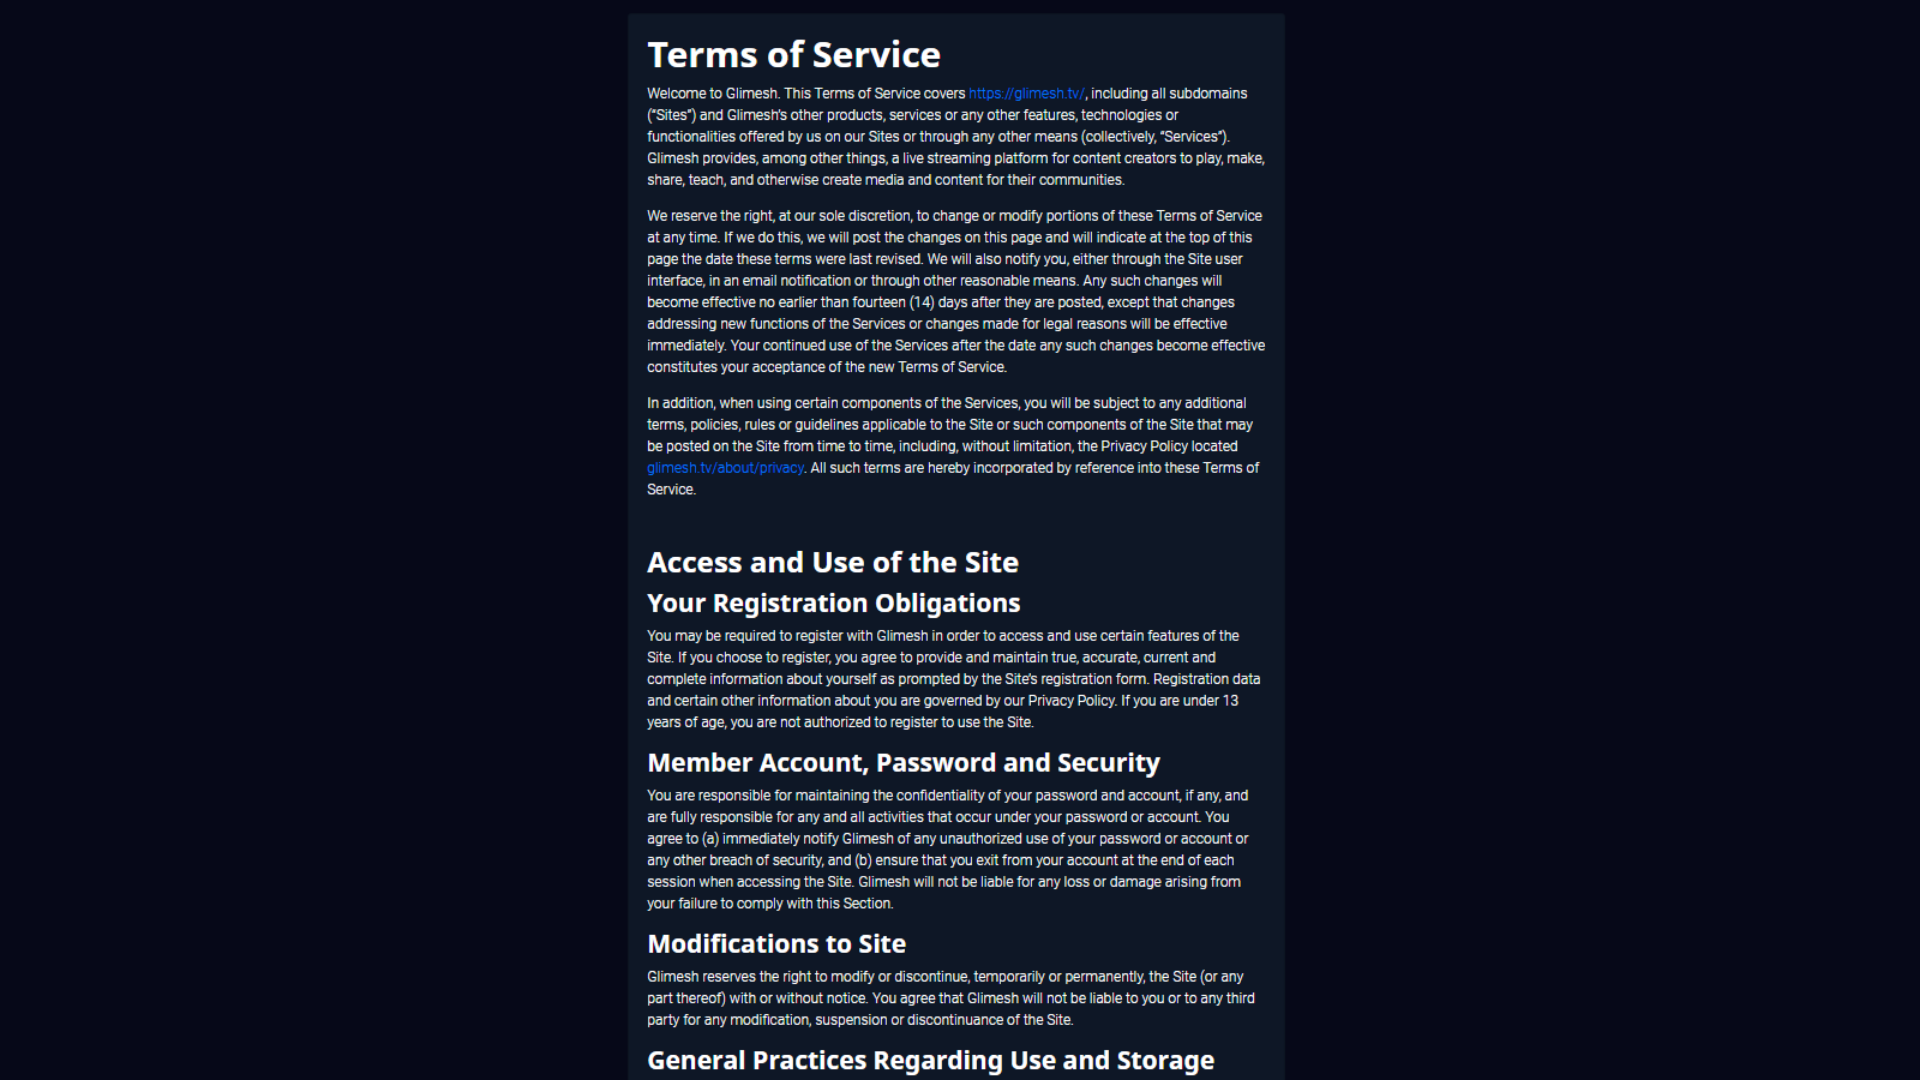 Terms of Service
Welcome to Glimesh. This Terms of Service covers https://glimesh.tv/, including all subdomains
(“Sites”) and Glimesh's other products, services or any other features, technologies or
functionalities offered by us on our Sites or through any other means (collectively, “Services”).
Glimesh provides, among other things, a live streaming platform for content creators to play, make,
share, teach, and otherwise create media and content for their communities.
We reserve the right, at our sole discretion, to change or modify portions of these Terms of Service
at any time. If we do this, we will post the changes on this page and will indicate at the top of this
page the date these terms were last revised. We will also notify you, either through the Site user
interface, in an email notification or through other reasonable means. Any such changes will
become effective no earlier than fourteen (14) days after they are posted, except that changes
addressing new functions of the Services or changes made for legal reasons will be effective
immediately. Your continued use of the Services after the date any such changes become effective
constitutes your acceptance of the new Terms of Service.
In addition, when using certain components of the Services, you will be subject to any additional
terms, policies, rules or guidelines applicable to the Site or such components of the Site that may
be posted on the Site from time to time, including, without limitation, the Privacy Policy located
glimesh.tv/about/privacy. All such terms are hereby incorporated by reference into these Terms of
Service.
Access and Use of the Site
Your Registration Obligations
You may be required to register with Glimesh in order to access and use certain features of the
Site. If you choose to register, you agree to provide and maintain true, accurate, current and
complete information about yourself as prompted by the Site's registration form. Registration data
and certain other information about you are governed by our Privacy Policy. If you are under 13
years of age, you are not authorized to register to use the Site.
Member Account, Password and Security
You are responsible for maintaining the confidentiality of your password and account, if any, and
are fully responsible for any and all activities that occur under your password or account. You
agree to (a) immediately notify Glimesh of any unauthorized use of your password or account or
any other breach of security, and (b) ensure that you exit from your account at the end of each
session when accessing the Site. Glimesh will not be liable for any loss or damage arising from
your failure to comply with this Section.
Modifications to Site
Glimesh reserves the right to modify or discontinue, temporarily or permanently, the Site (or any
part thereof) with or without notice. You agree that Glimesh will not be liable to you or to any third
party for any modification, suspension or discontinuance of the Site.
General Practices Regarding Use and Storage